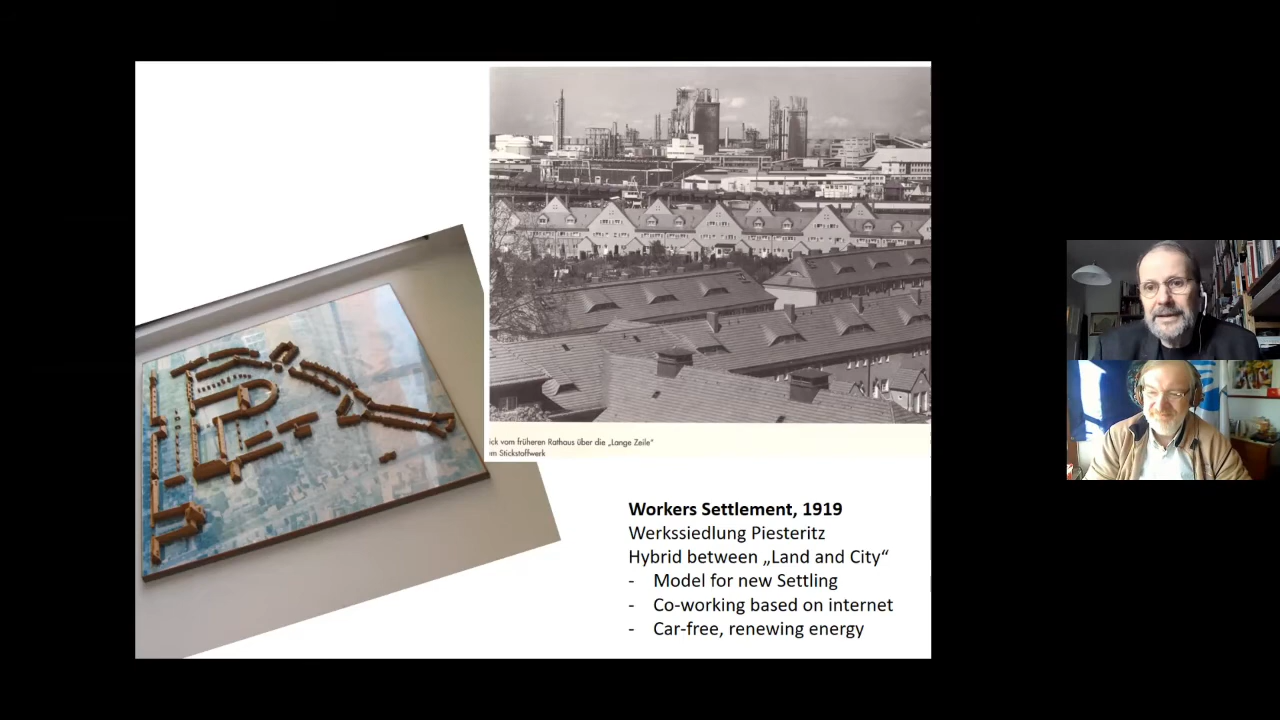 ick vom früheren Rathaus über die „Lange Zeile“
m Stickstoffwerk
Workers Settlement, 1919
Werkssiedlung Piesteritz
Hybrid between „Land and City“
- Model for new Settling
- Co-working based on internet
- Car-free, renewing energy